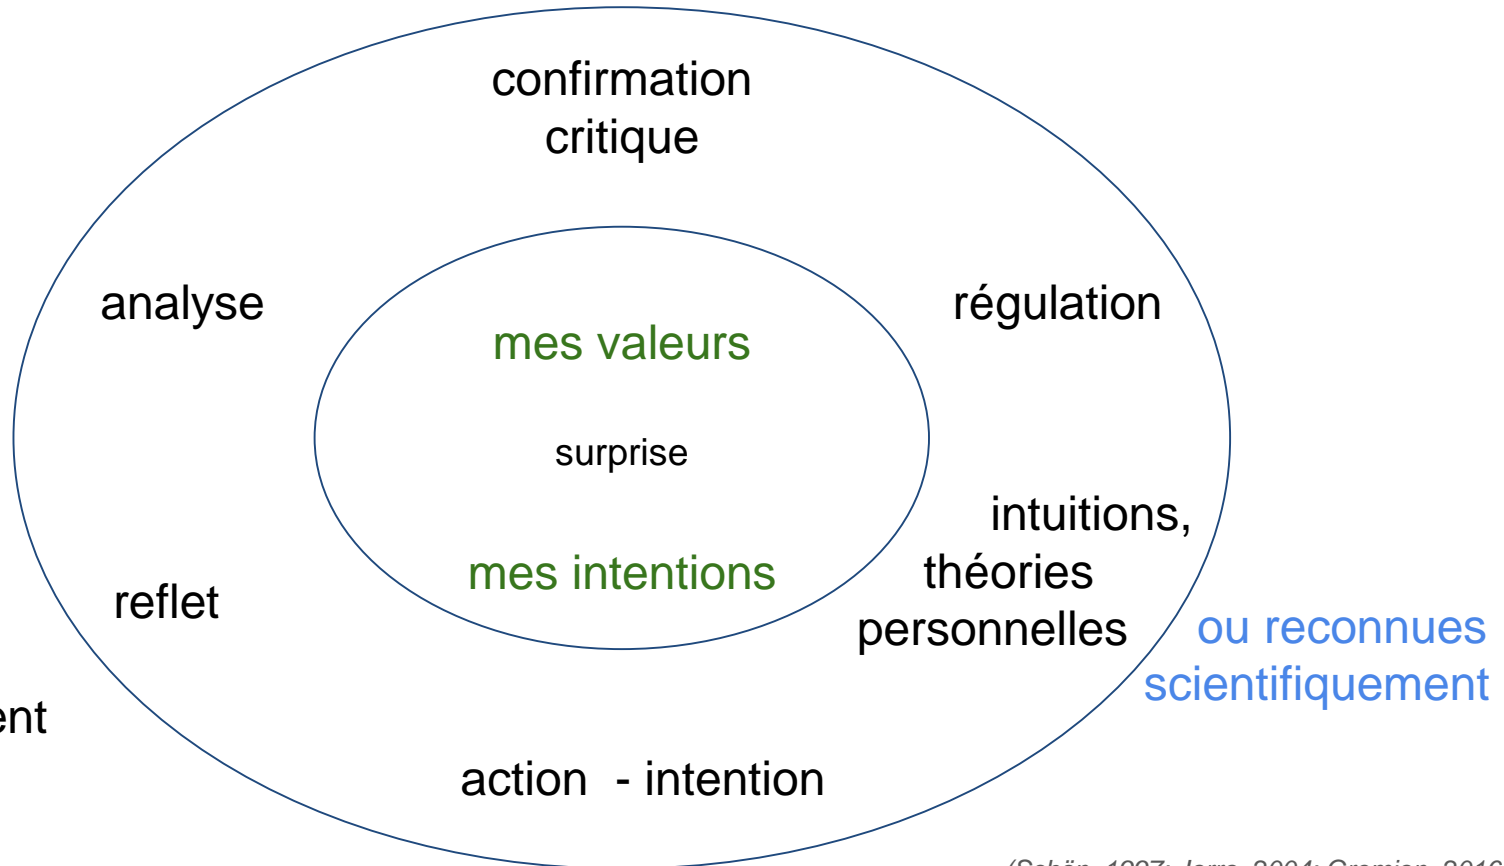 confirmation
critique
analyse
régulation
mes valeurs
surprise
intuitions,
mes intentions
théories
reflet
personnelles
ou reconnues
scientifiquement
ent
action - intention